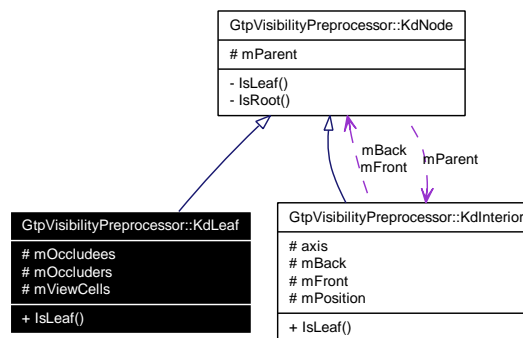 GtpVisibilityPreprocessor::KdNode
# mParent
- IsLeaf()
- IsRoot()
mBack
mFront
mParent
GtpVisibilityPreprocessor::KdLeaf
# mOccludees
# mOccluders
# mViewCells
+ IsLeaf()
GtpVisibilityPreprocessor::KdInterior
# axis
# mBack
# mFront
# mPosition
+ IsLeaf()